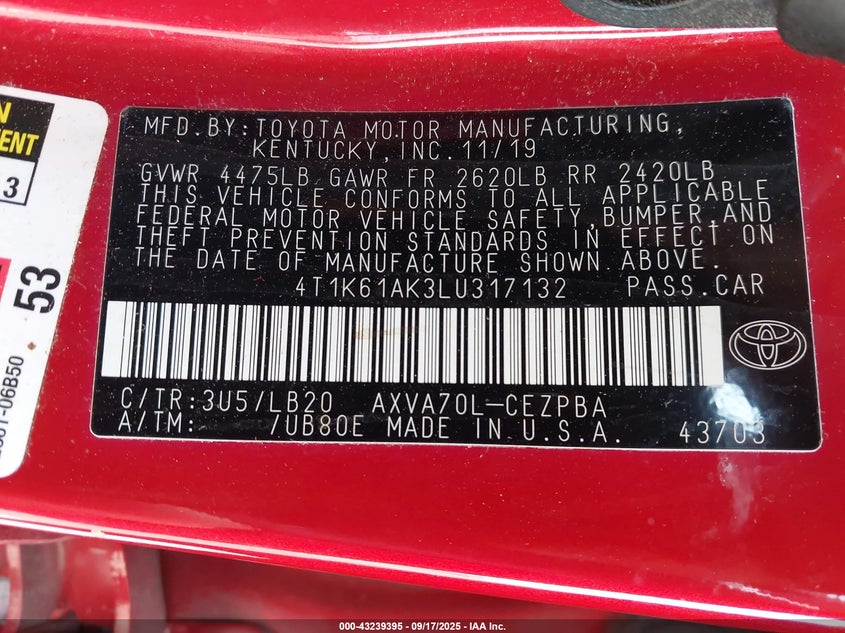 N
ENT
3
53
-06B50
MFD.BY:TOYOTA MOTOR MANUFACTURING,
KENTUCKY,INC.11/19
GVWR 4475LB GAWR FR 2620LB RR 2420LB
THIS VEHICLE CONFORMS TO ALL APPLICABLE
FEDERAL MOTOR VEHICLE SAFETY,BUMPER,AND
THEFT PREVENTION STANDARDS IN EFFECT ON
THE DATE OF MANUFACTURE SHOWN ABOVE.
4T1K61AK3LU317132 PASS.CAR
C/TR:3U5/LB20 AXVA70L-CEZPBA
A/TM: /UB80E MADE IN U.S.A. 43703
000-43239395 - 09/17/2025 - IAA Inc.